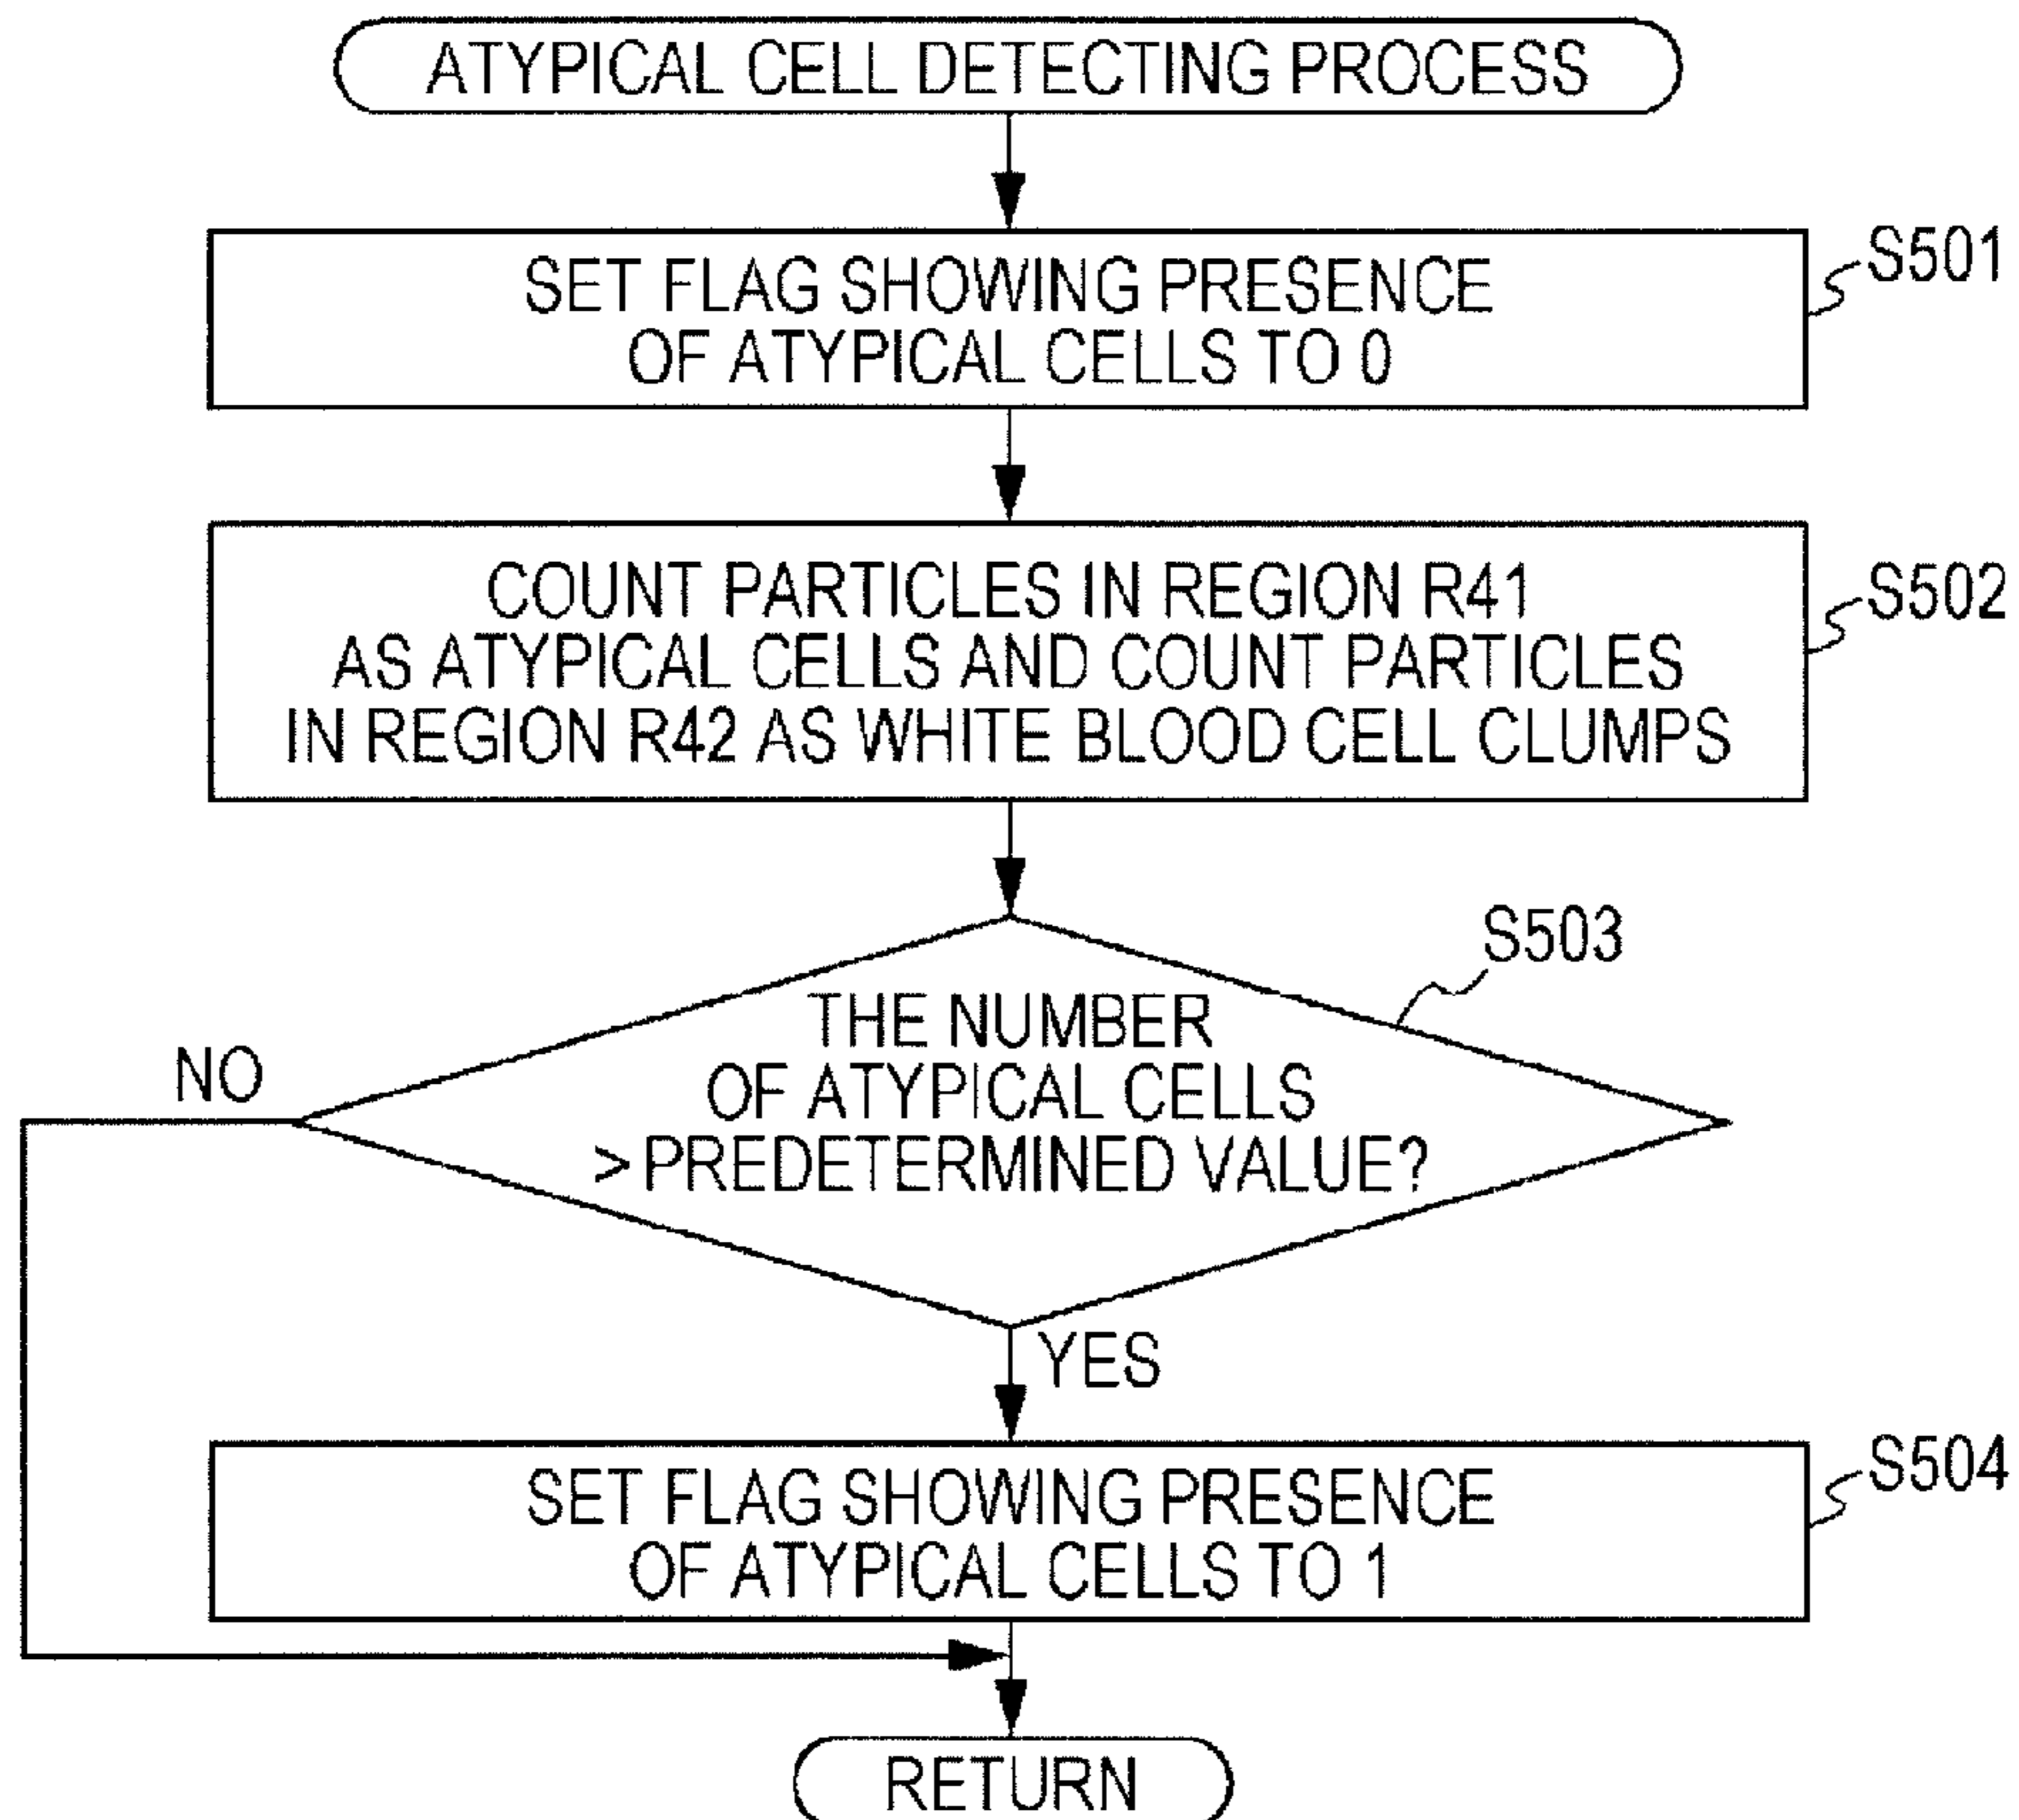 ATYPICAL CELL DETECTING PROCESS
SET FLAG SHOWING PRESENCE
OF ATYPICAL CELLS TO 0
S501
COUNT PARTICLES IN REGION R41
AS ATYPICAL CELLS AND COUNT PARTICLES
IN REGION R42 AS WHITE BLOOD CELL CLUMPS
S502
THE NUMBER
OF ATYPICAL CELLS
> PREDETERMINED VALUE?
S503
NO
YES
SET FLAG SHOWING PRESENCE
OF ATYPICAL CELLS TO 1
S504
RETURN